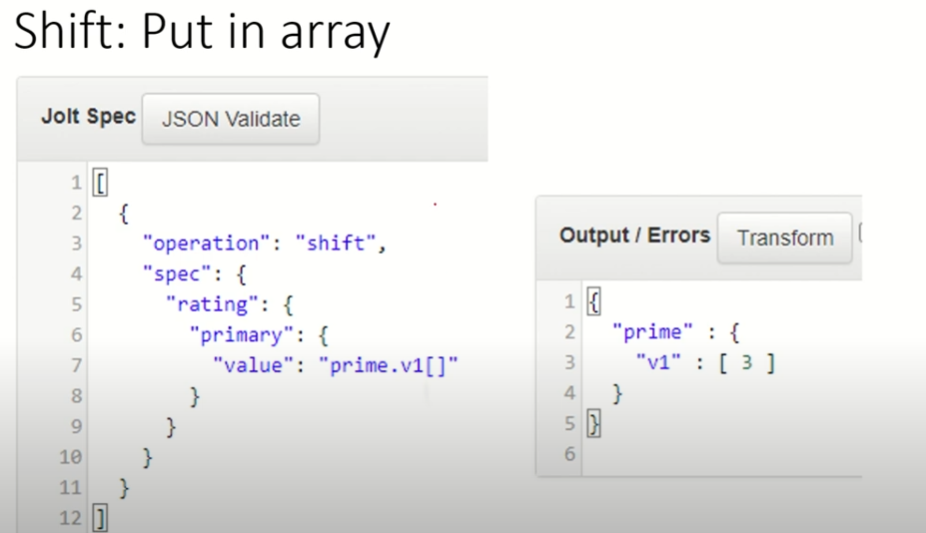 Shift: Put in array
Jolt Spec JSON Validate
1 [
2 {
3 "operation": "shift",
4 "spec": {
5 "rating": {
6 "primary": {
7 "value": "prime.v1[]"
8 }
9 }
10 }
11 }
12 ]
Output / Errors Transform
1 {
2 "prime" : {
3 "v1" : [ 3 ]
4 }
5 }
6